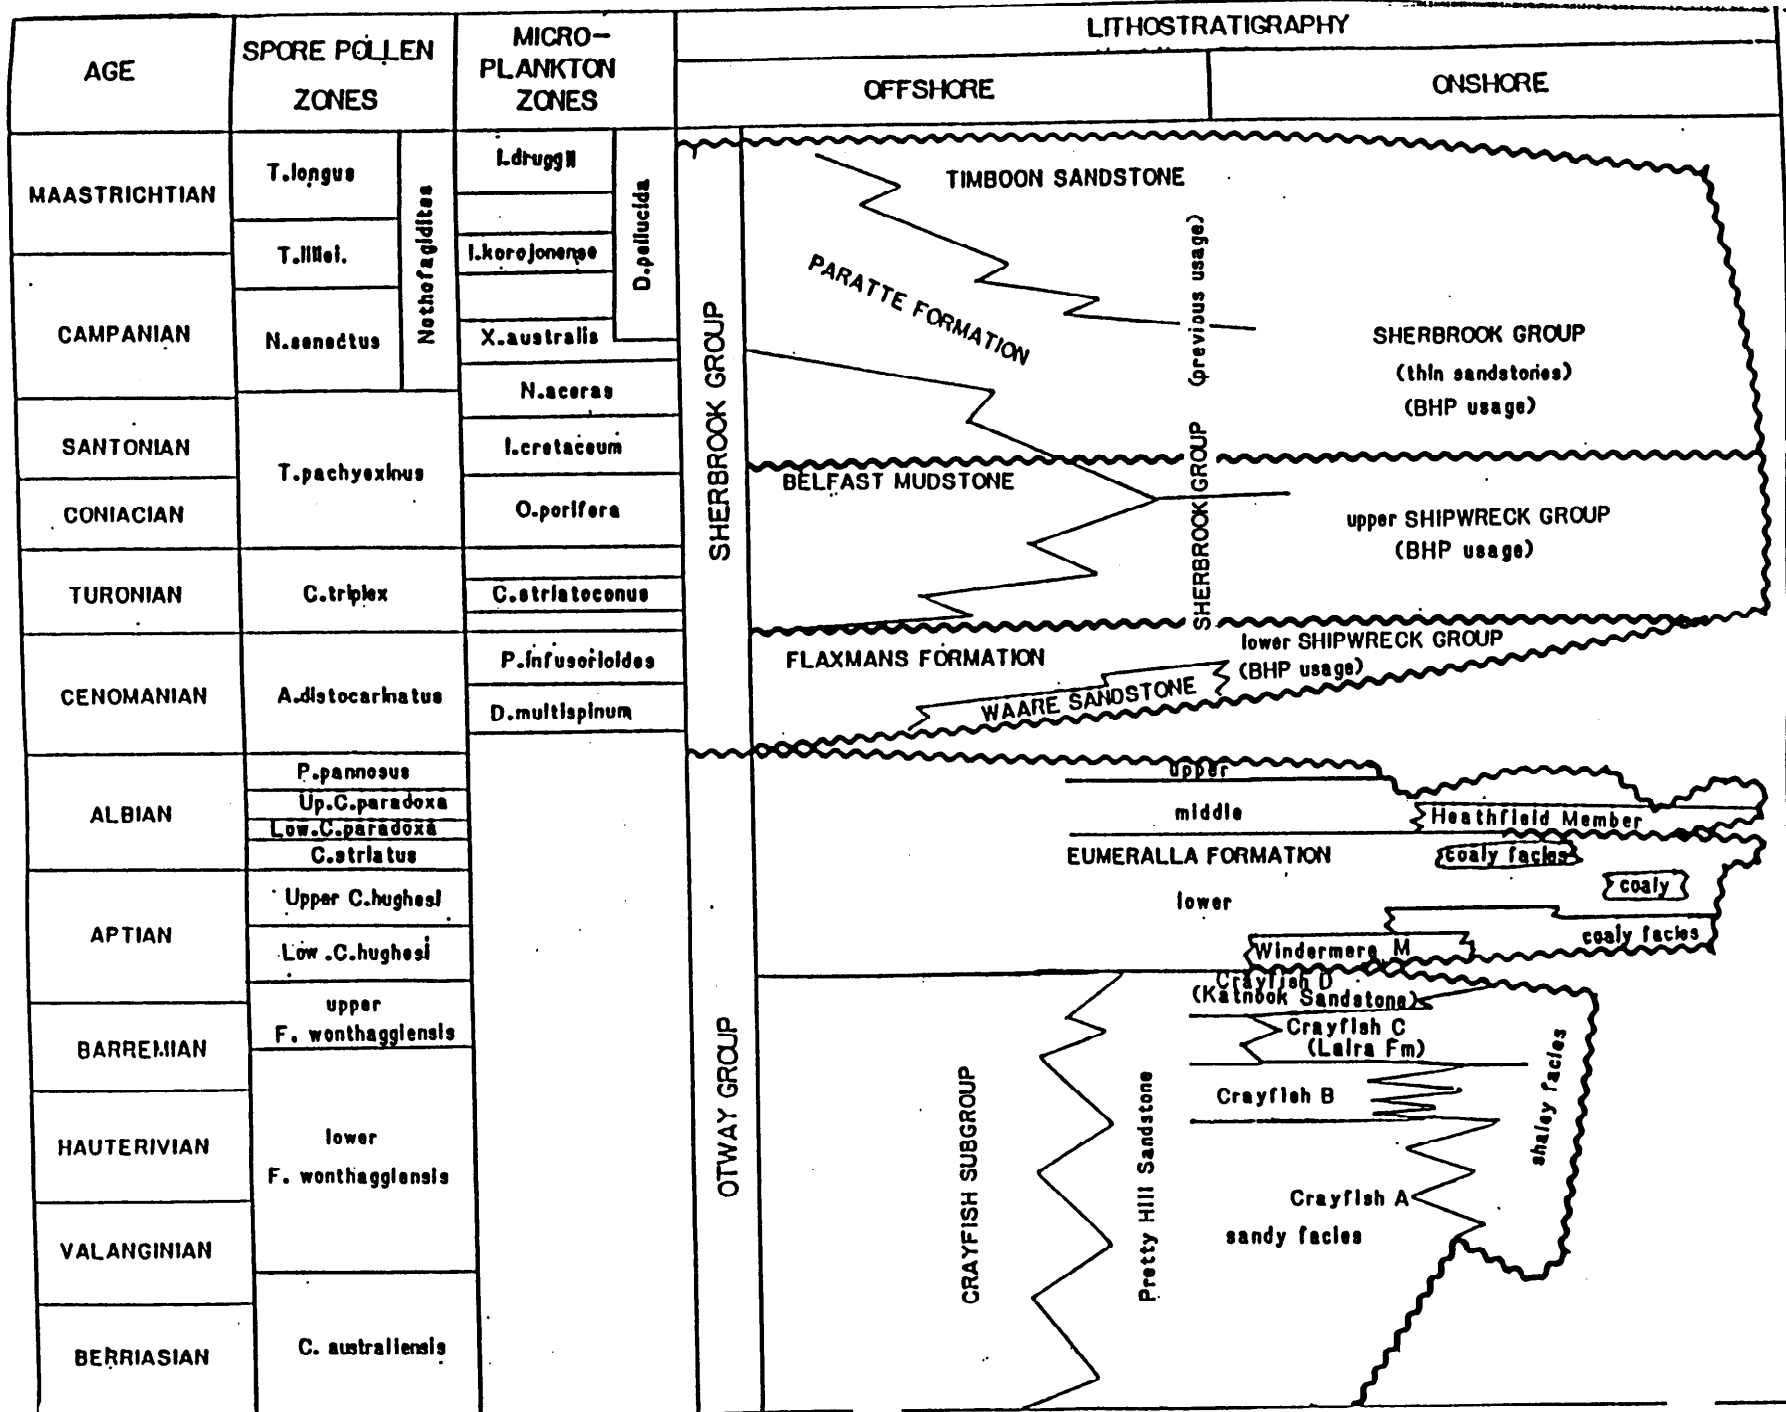 LITHOSTRATIGRAPHY
AGE
SPORE POLLEN
ZONES
MICRO-
PLANKTON
ZONES
OFFSHORE
ONSHORE
MAASTRICHTIAN
CAMPANIAN
SANTONIAN
CONIACIAN
TURONIAN
CENOMANIAN
ALBIAN
APTIAN
BARREMIAN
HAUTERIVIAN
VALANGINIAN
BERRIASIAN
T.longus
T.lillei.
N.senectus
Nothofagidites
T.pachyexinus
C.triplex
A.distocarinatus
P.pannosus
Up.C.paradoxa
Low.C.paradoxa
C.striatus
Upper C.hughesi
Low.C.hughesi
upper
F. wonthaggiensis
lower
F. wonthaggiensis
C. australiensis
I.druggii
I.korojonense
X.australis
D.pellucida
N.aceras
I.cretaceum
O.porifera
C.striatoconus
P.infusorioides
D.multispinum
SHERBROOK GROUP
OTWAY GROUP
TIMBOON SANDSTONE
PARATTE FORMATION
SHERBROOK GROUP (previous usage)
SHERBROOK GROUP
(thin sandstones)
(BHP usage)
BELFAST MUDSTONE
upper SHIPWRECK GROUP
(BHP usage)
FLAXMANS FORMATION
lower SHIPWRECK GROUP
(BHP usage)
WAARE SANDSTONE
upper
middle
Heathfield Member
EUMERALLA FORMATION
coaly facies
coaly
lower
coaly facies
Windermere M
Crayfish D
(Katnook Sandstone)
Crayfish C
(Laira Fm)
Crayfish B
Crayfish A
sandy facies
shaley facies
CRAYFISH SUBGROUP
Pretty Hill Sandstone